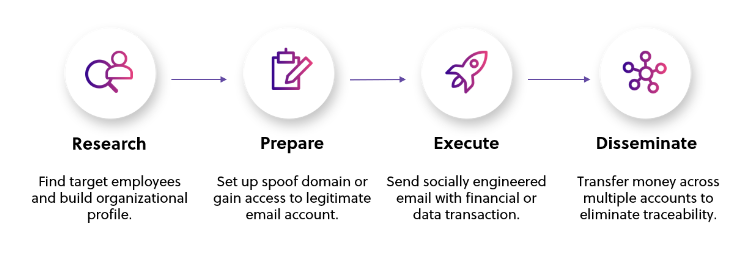 Research
Find target employees
and build organizational
profile.
Prepare
Set up spoof domain or
gain access to legitimate
email account.
Execute
Send socially engineered
email with financial or
data transaction.
Disseminate
Transfer money across
multiple accounts to
eliminate traceability.